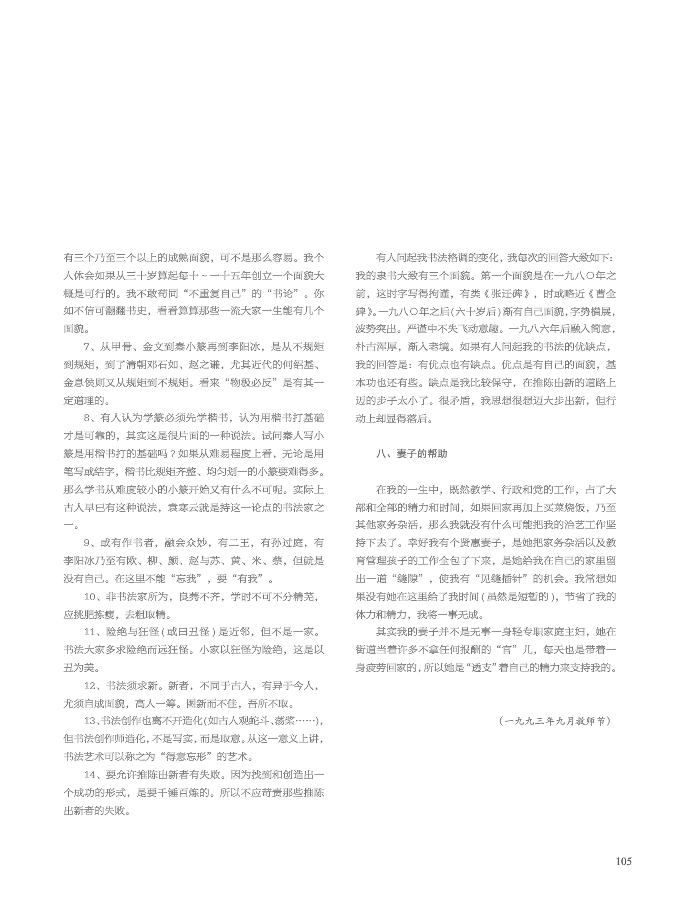 有三个乃至三个以上的成熟面貌，可不是那么容易。我个
人体会如果从三十岁算起每十～一十五年创立一个面貌大
概是可行的。我不敢苟同“不重复自己”的“书论”。你
如不信可翻翻书史，看看算算那些一流大家一生能有几个
面貌。
7、从甲骨、金文到秦小篆再到李阳冰，是从不规矩
到规矩，到了清朝邓石如、赵之谦，尤其近代的何绍基、
金息侯则又从规矩到不规矩。看来“物极必反”是有其一
定道理的。
8、有人认为学篆必须先学楷书，认为用楷书打基础
才是可靠的，其实这是很片面的一种说法。试问秦人写小
篆是用楷书打的基础吗？如果从难易程度上看，无论是用
笔写或结字，楷书比规矩齐整、均匀划一的小篆要难得多。
那么学书从难度较小的小篆开始又有什么不可呢。实际上
古人早已有这种说法，袁寒云就是持这一论点的书法家之
一。
9、或有作书者，融会众妙，有二王，有孙过庭，有
李阳冰乃至有欧、柳、颜、赵与苏、黄、米、蔡，但就是
没有自己。在这里不能“忘我”，要“有我”。
10、非书法家所为，良莠不齐，学时不可不分精芜，
应挑肥拣瘦，去粗取精。
11、险绝与狂怪(或曰丑怪)是近邻，但不是一家。
书法大家多求险绝而远狂怪。小家以狂怪为险绝，这是以
丑为美。
12、书法须求新。新者，不同于古人，有异于今人，
尤须自成面貌，高人一筹。图新而不佳，吾所不取。
13、书法创作也离不开造化(如古人观蛇斗、荡桨……)，
但书法创作师造化，不是写实，而是取意。从这一意义上讲，
书法艺术可以称之为“得意忘形”的艺术。
14、要允许推陈出新者有失败。因为找到和创造出一
个成功的形式，是要千锤百炼的。所以不应苛责那些推陈
出新者的失败。
有人问起我书法格调的变化，我每次的回答大致如下：
我的隶书大致有三个面貌。第一个面貌是在一九八〇年之
前，这时字写得拘谨，有类《张迁碑》，时或略近《曹全
碑》。一九八〇年之后(六十岁后)渐有自己面貌，字势横展，
波势突出。严谨中不失飞动意趣。一九八六年后融入简意，
朴古浑厚，渐入老境。如果有人问起我的书法的优缺点，
我的回答是：有优点也有缺点。优点是有自己的面貌，基
本功也还有些。缺点是我比较保守，在推陈出新的道路上
迈的步子太小了。很矛盾，我思想很想迈大步出新，但行
动上却显得落后。
八、妻子的帮助
在我的一生中，既然教学、行政和党的工作，占了大
部和全部的精力和时间，如果回家再加上买菜烧饭，乃至
其他家务杂活，那么我就没有什么可能把我的治艺工作坚
持下去了。幸好我有个贤惠妻子，是她把家务杂活以及教
育管理孩子的工作全包了下来，是她给我在自己的家里留
出一道“缝隙”，使我有“见缝插针”的机会。我常想如
果没有她在这里给了我时间(虽然是短暂的)，节省了我的
体力和精力，我将一事无成。
其实我的妻子并不是无事一身轻专职家庭主妇，她在
街道当着许多不拿任何报酬的“官”儿，每天也是带着一
身疲劳回家的，所以她是“透支”着自己的精力来支持我的。
（一九九三年九月教师节）
105